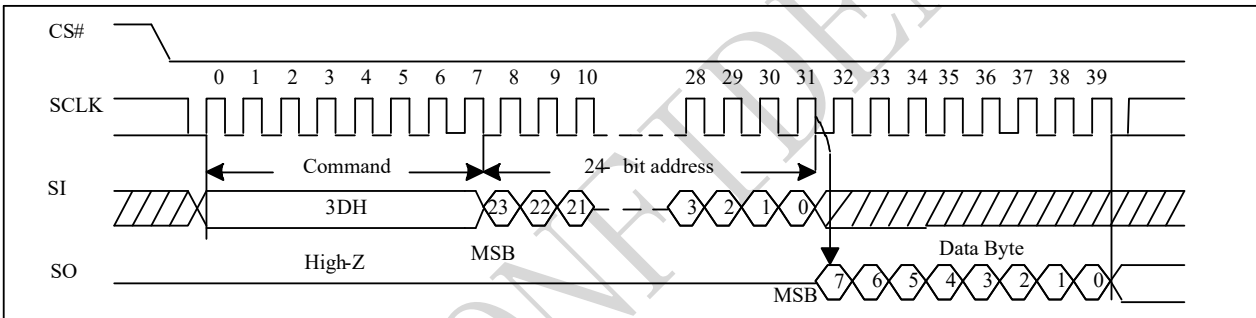 CS#
0 1 2 3 4 5 6 7 8 9 10 28 29 30 31 32 33 34 35 36 37 38 39
SCLK
Command 24- bit address
SI
3DH 23 22 21 3 2 1 0
High-Z MSB Data Byte
SO
MSB 7 6 5 4 3 2 1 0